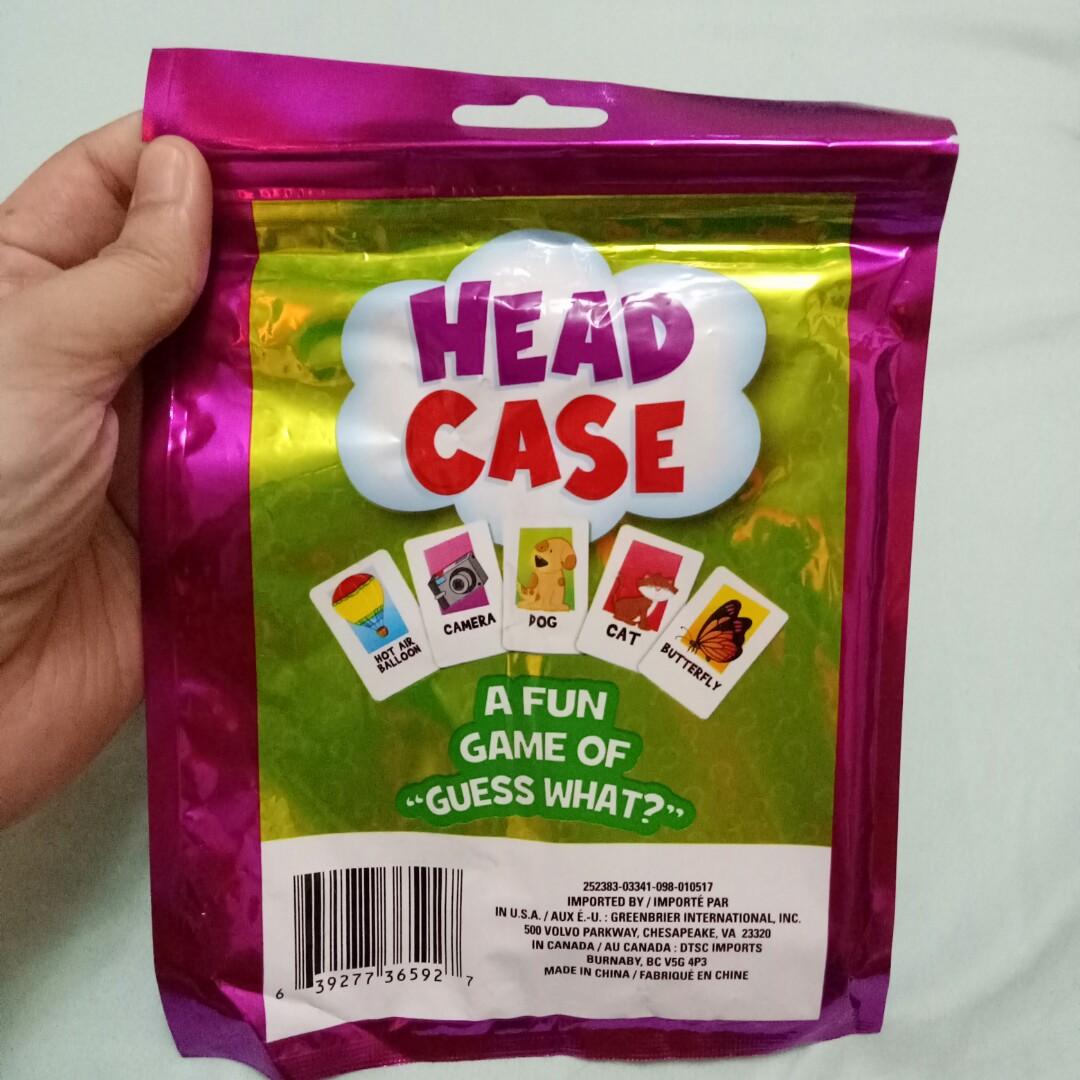 HEAD
CASE
HOT AIR
BALLOON
CAMERA
DOG
CAT
BUTTERFLY
A FUN
GAME OF
“GUESS WHAT?”
252383-03341-098-010517
IMPORTED BY / IMPORTÉ PAR
IN U.S.A. / AUX É.-U. : GREENBRIER INTERNATIONAL, INC.
500 VOLVO PARKWAY, CHESAPEAKE, VA 23320
IN CANADA / AU CANADA : DTSC IMPORTS
BURNABY, BC V5G 4P3
MADE IN CHINA / FABRIQUÉ EN CHINE
6 39277 36592 7